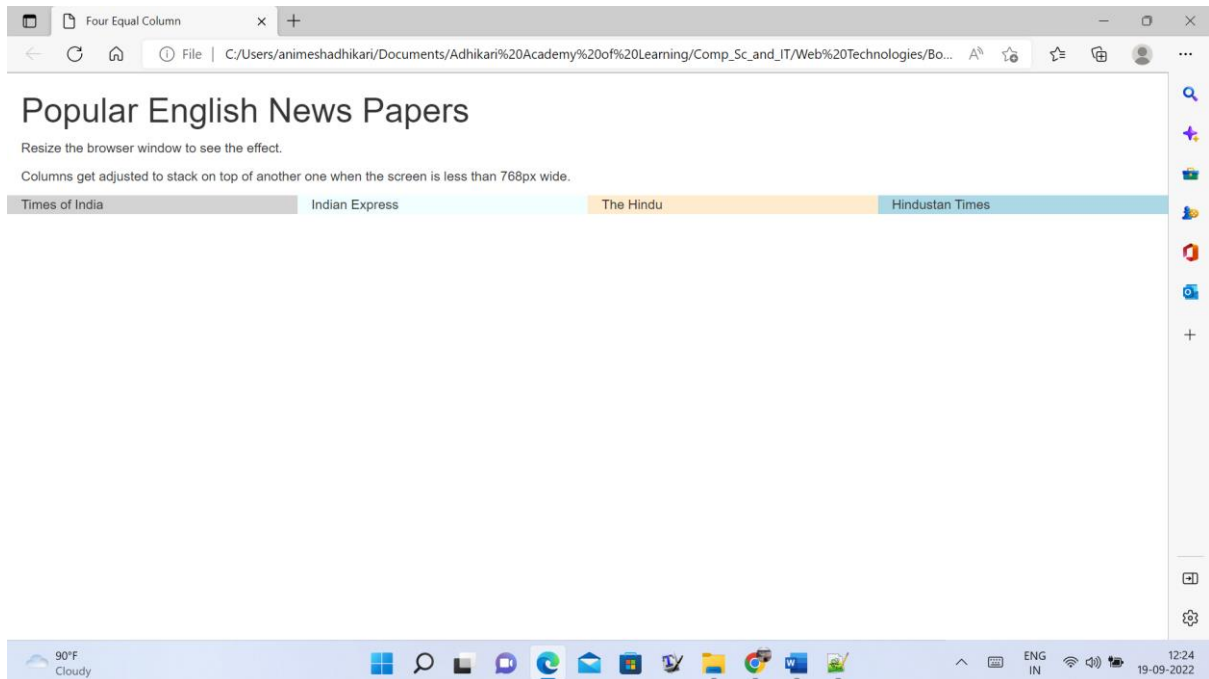 Four Equal Column
File | C:/Users/animeshadhikari/Documents/Adhikari%20Academy%20of%20Learning/Comp_Sc_and_IT/Web%20Technologies/Bo...
Popular English News Papers
Resize the browser window to see the effect.
Columns get adjusted to stack on top of another one when the screen is less than 768px wide.
Times of India Indian Express The Hindu Hindustan Times
90°F
Cloudy
ENG
IN
12:24
19-09-2022